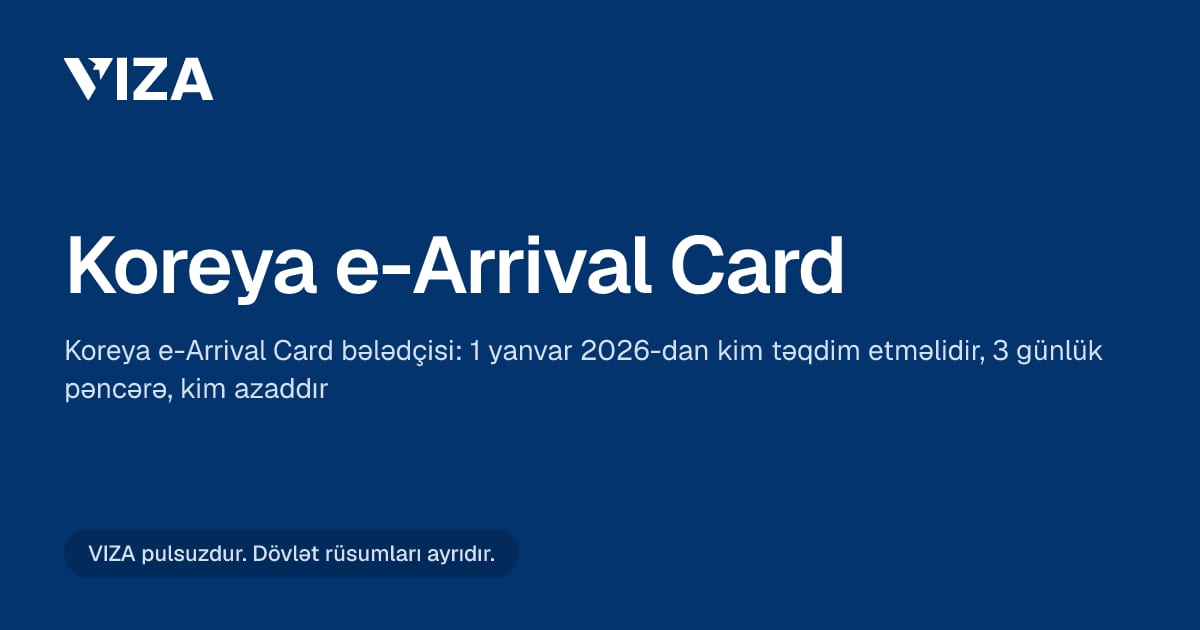 VIZA
Koreya e-Arrival Card
Koreya e-Arrival Card bələdçisi: 1 yanvar 2026-dan kim təqdim etməlidir, 3 günlük
pəncərə, kim azaddır
VIZA pulsuzdur. Dövlət rüsumları ayrıdır.